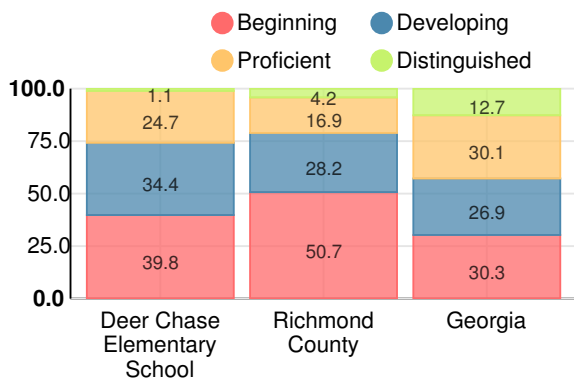 Beginning
Developing
Proficient
Distinguished
100.0
75.0
50.0
25.0
0.0
1.1
24.7
34.4
39.8
4.2
16.9
28.2
50.7
12.7
30.1
26.9
30.3
Deer Chase
Elementary
School
Richmond
County
Georgia